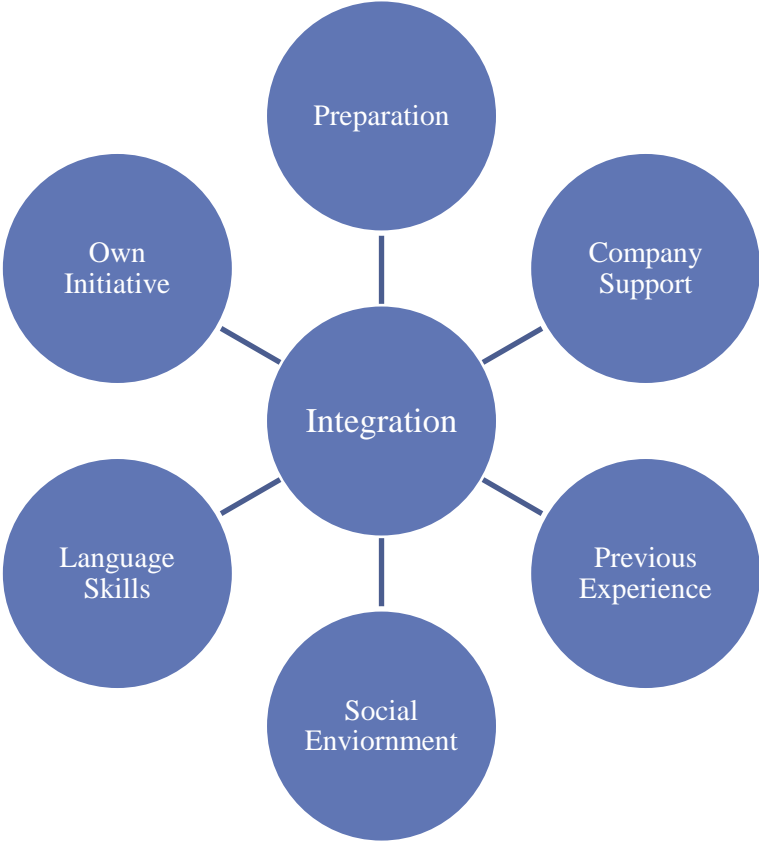 Preparation
Own
Initiative
Company
Support
Integration
Language
Skills
Previous
Experience
Social
Enviornment